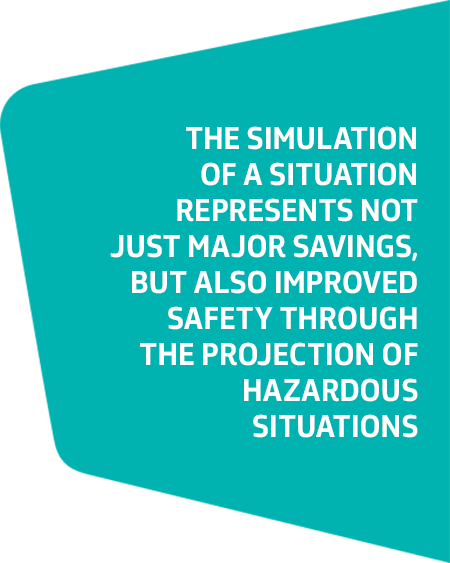 THE SIMULATION
OF A SITUATION
REPRESENTS NOT
JUST MAJOR SAVINGS,
BUT ALSO IMPROVED
SAFETY THROUGH
THE PROJECTION OF
HAZARDOUS
SITUATIONS